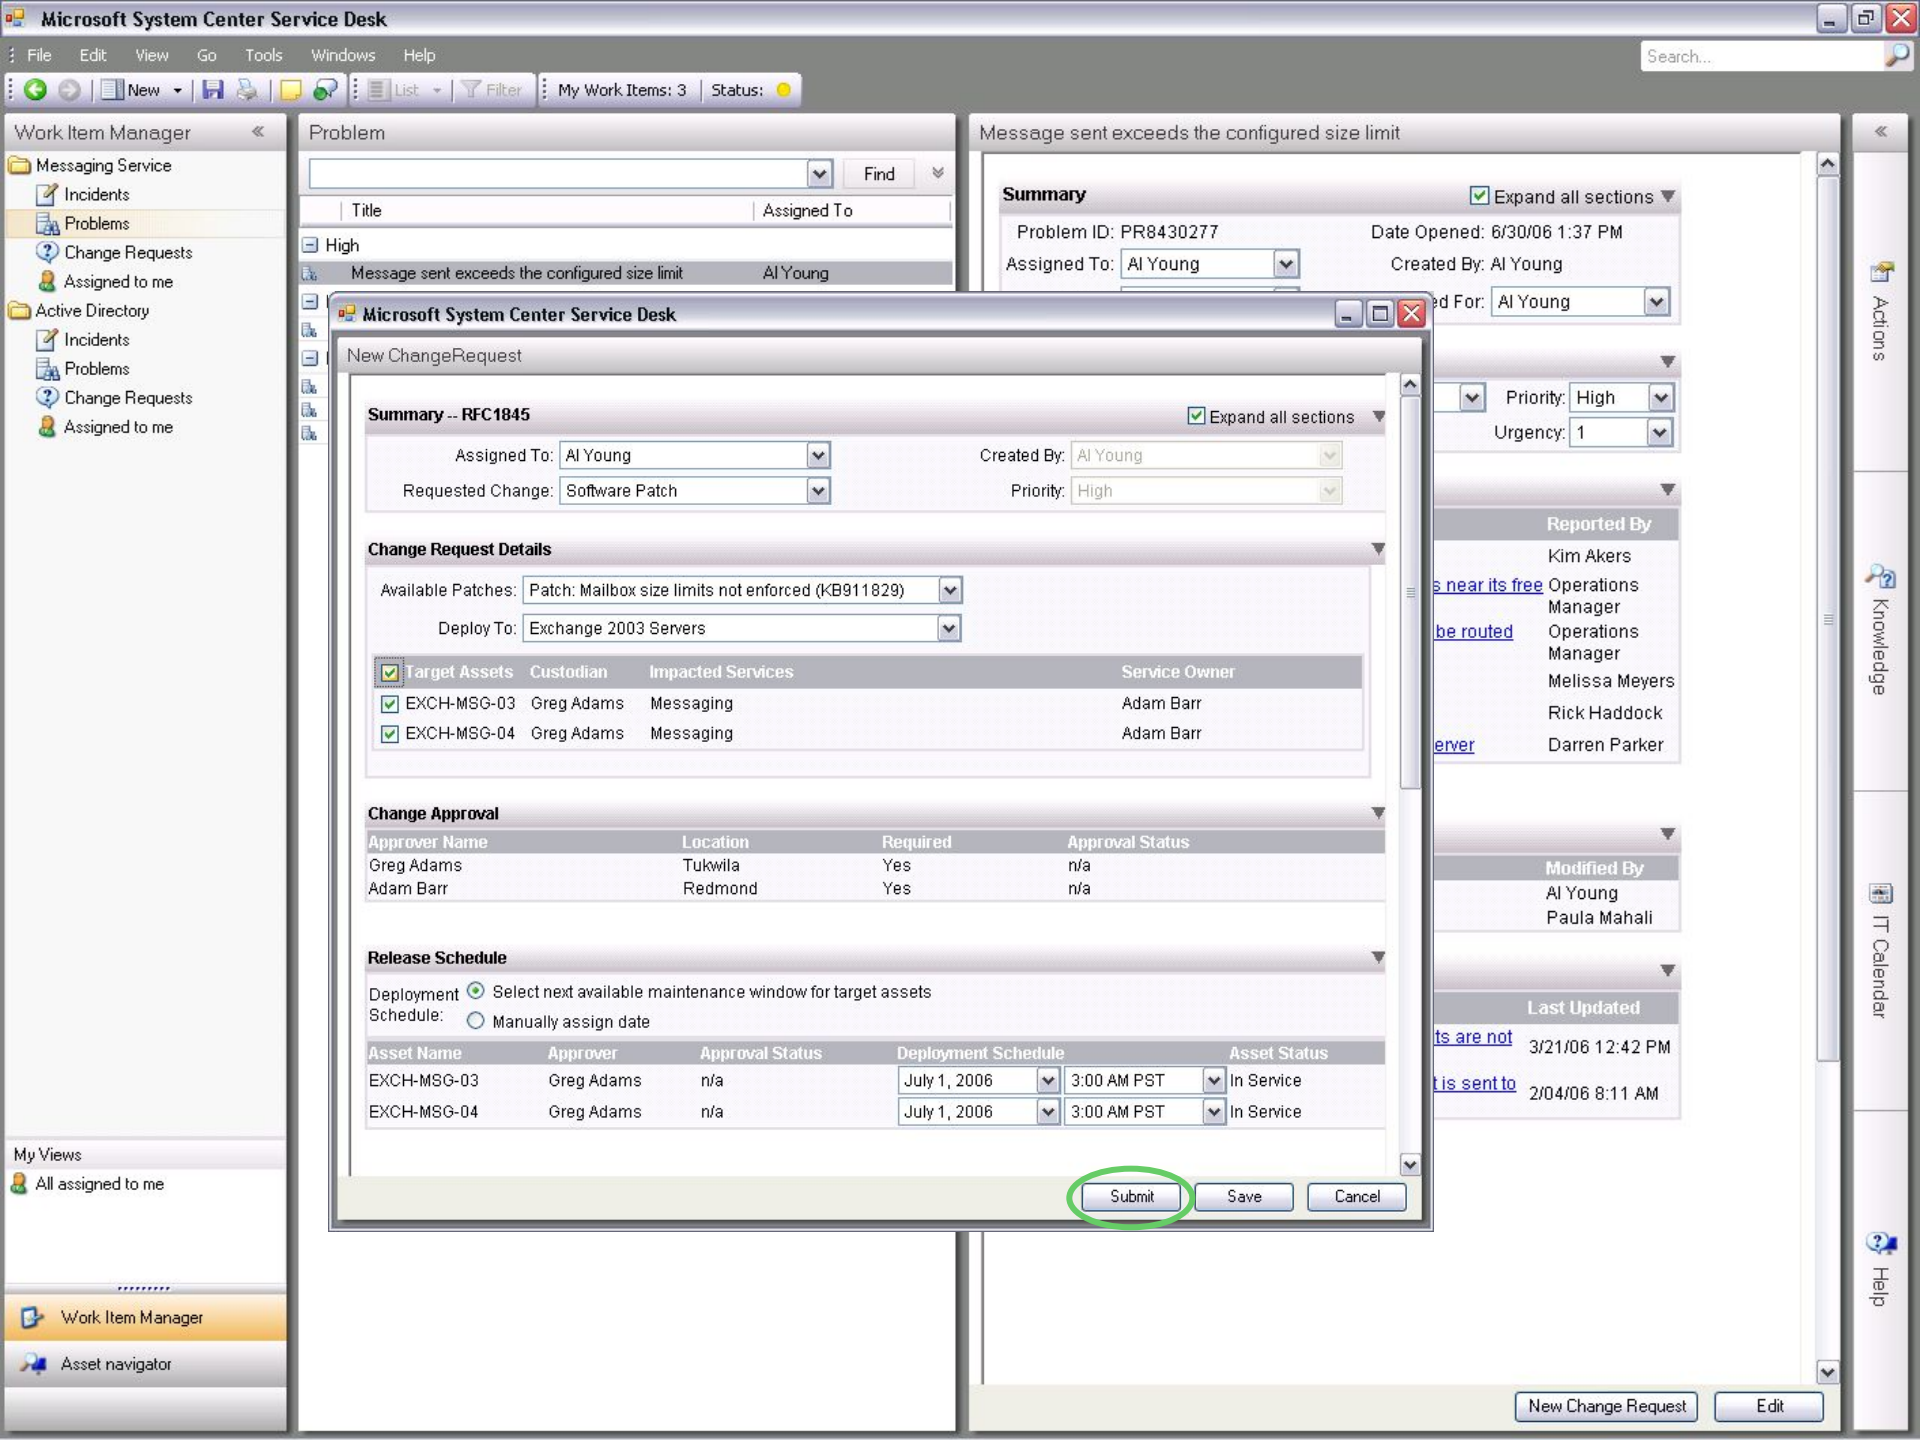 Microsoft System Center Service Desk
File Edit View Go Tools Windows Help
Search...
New List Filter My Work Items: 3 Status:
Work Item Manager
Messaging Service
Incidents
Problems
Change Requests
Assigned to me
Active Directory
Incidents
Problems
Change Requests
Assigned to me
My Views
All assigned to me
Work Item Manager
Asset navigator
Problem
Find
Title Assigned To
High
Message sent exceeds the configured size limit Al Young
Message sent exceeds the configured size limit
Summary Expand all sections
Problem ID: PR8430277 Date Opened: 6/30/06 1:37 PM
Assigned To: Al Young Created By: Al Young
ed For: Al Young
Priority: High
Urgency: 1
Reported By
Kim Akers
s near its free Operations
Manager
be routed Operations
Manager
Melissa Meyers
Rick Haddock
erver Darren Parker
Modified By
Al Young
Paula Mahali
Last Updated
ts are not 3/21/06 12:42 PM
t is sent to 2/04/06 8:11 AM
New Change Request Edit
Actions
Knowledge
IT Calendar
Help
Microsoft System Center Service Desk
New ChangeRequest
Summary -- RFC1845 Expand all sections
Assigned To: Al Young Created By: Al Young
Requested Change: Software Patch Priority: High
Change Request Details
Available Patches: Patch: Mailbox size limits not enforced (KB911829)
Deploy To: Exchange 2003 Servers
Target Assets Custodian Impacted Services Service Owner
EXCH-MSG-03 Greg Adams Messaging Adam Barr
EXCH-MSG-04 Greg Adams Messaging Adam Barr
Change Approval
Approver Name Location Required Approval Status
Greg Adams Tukwila Yes n/a
Adam Barr Redmond Yes n/a
Release Schedule
Deployment Schedule: Select next available maintenance window for target assets
Manually assign date
Asset Name Approver Approval Status Deployment Schedule Asset Status
EXCH-MSG-03 Greg Adams n/a July 1, 2006 3:00 AM PST In Service
EXCH-MSG-04 Greg Adams n/a July 1, 2006 3:00 AM PST In Service
Submit Save Cancel